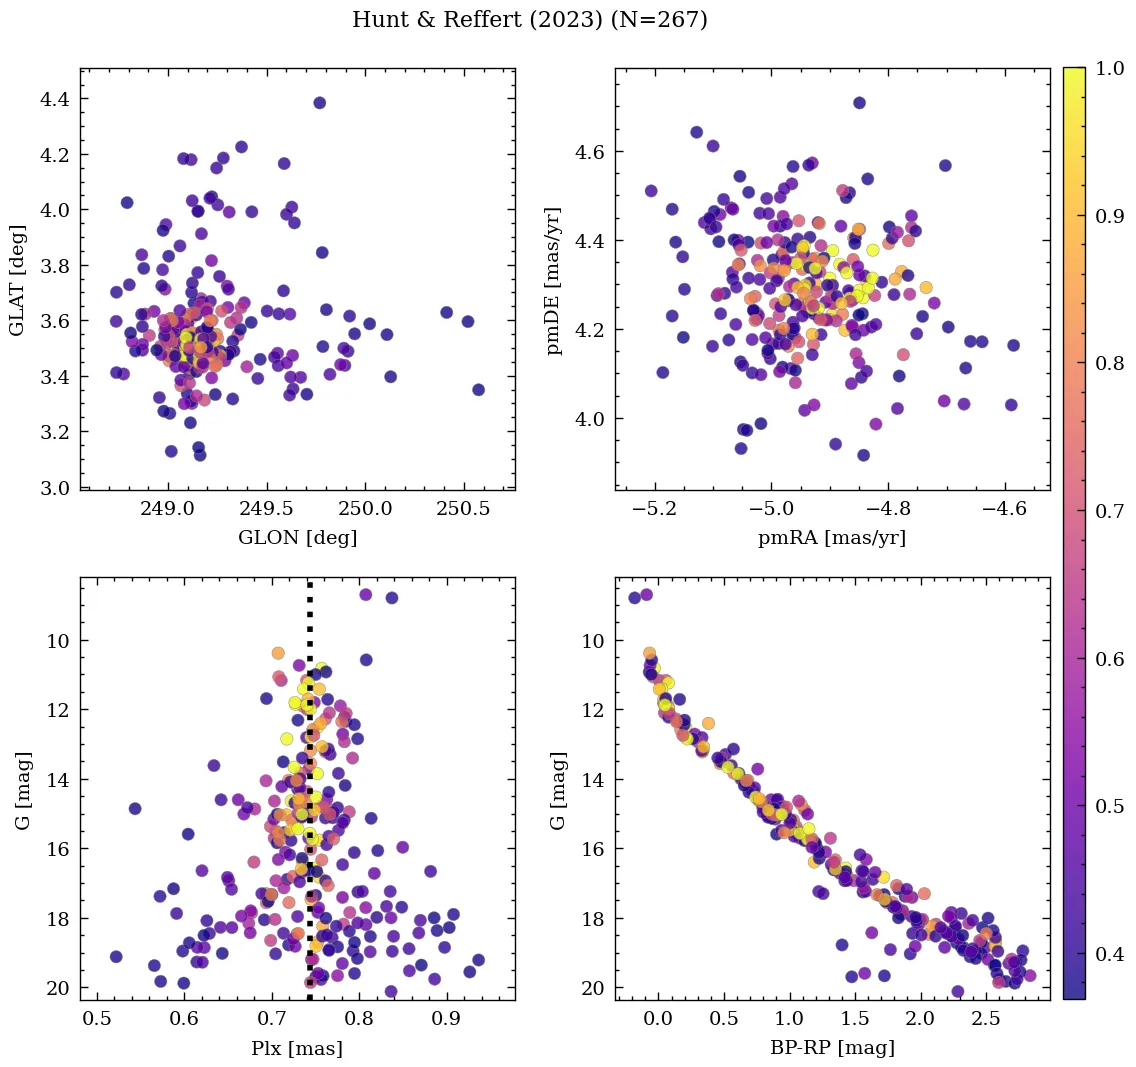 Hunt & Reffert (2023) (N=267)
4.4
4.2
4.0
3.8
3.6
3.4
3.2
3.0
GLAT [deg]
249.0 249.5 250.0 250.5
GLON [deg]
4.6
4.4
4.2
4.0
pmDE [mas/yr]
−5.2 −5.0 −4.8 −4.6
pmRA [mas/yr]
10
12
14
16
18
20
G [mag]
0.5 0.6 0.7 0.8 0.9
Plx [mas]
10
12
14
16
18
20
G [mag]
0.0 0.5 1.0 1.5 2.0 2.5
BP-RP [mag]
1.0
0.9
0.8
0.7
0.6
0.5
0.4